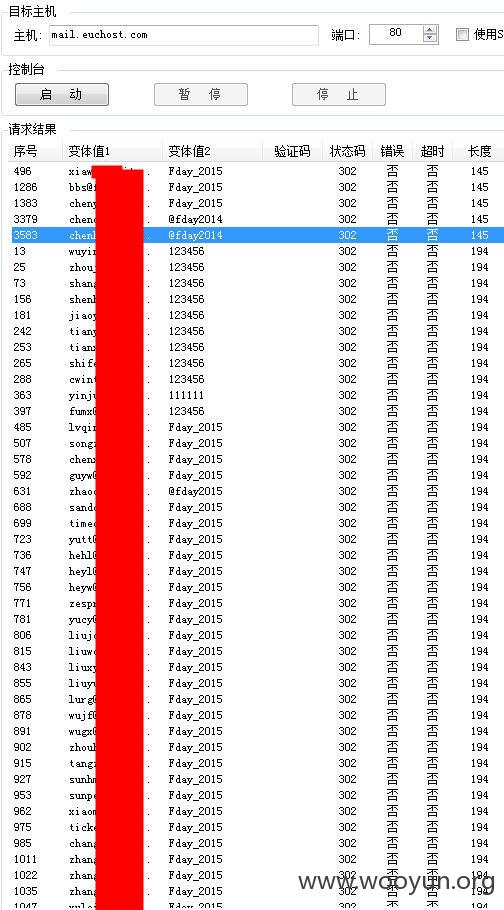 目标主机
主机: mail.euchost.com 端口: 80 使用S
控制台
启 动 暂 停 停 止
请求结果
序号 变体值1 变体值2 验证码 状态码 错误 超时 长度
496 xiaw . Fday_2015 302 否 否 145
1286 bbs@ . Fday_2015 302 否 否 145
1383 cheny . Fday_2015 302 否 否 145
3379 chen . @fday2014 302 否 否 145
3583 chen . @fday2014 302 否 否 145
13 wuyi . 123456 302 否 否 194
25 zhou . 123456 302 否 否 194
73 shan . 123456 302 否 否 194
156 shen . 123456 302 否 否 194
181 jiao . 123456 302 否 否 194
242 tian . 123456 302 否 否 194
253 tian . 123456 302 否 否 194
265 shif . 123456 302 否 否 194
288 cwin . 123456 302 否 否 194
363 yinj . 111111 302 否 否 194
397 fumx . 123456 302 否 否 194
485 lvqi . Fday_2015 302 否 否 194
507 song . Fday_2015 302 否 否 194
578 chen . Fday_2015 302 否 否 194
592 guyw . Fday_2015 302 否 否 194
631 zhao . @fday2015 302 否 否 194
688 sand . Fday_2015 302 否 否 194
699 time . Fday_2015 302 否 否 194
723 yutt . Fday_2015 302 否 否 194
736 hehl . Fday_2015 302 否 否 194
747 heyl . Fday_2015 302 否 否 194
756 heyw . Fday_2015 302 否 否 194
771 zesp . Fday_2015 302 否 否 194
781 yucy . Fday_2015 302 否 否 194
806 liuj . Fday_2015 302 否 否 194
815 liuw . Fday_2015 302 否 否 194
843 liux . Fday_2015 302 否 否 194
855 liuy . Fday_2015 302 否 否 194
865 lurg . Fday_2015 302 否 否 194
878 wujf . Fday_2015 302 否 否 194
891 wugx . Fday_2015 302 否 否 194
902 zhou . Fday_2015 302 否 否 194
915 tang . Fday_2015 302 否 否 194
927 sunh . Fday_2015 302 否 否 194
953 sunp . Fday_2015 302 否 否 194
962 xiao . Fday_2015 302 否 否 194
975 tick . Fday_2015 302 否 否 194
985 chan . Fday_2015 302 否 否 194
1011 zhan . Fday_2015 302 否 否 194
1022 zhan . Fday_2015 302 否 否 194
1035 zhan . Fday_2015 302 否 否 194
1047 . Fday_2015 302 否 否 194
www.wooyun.org